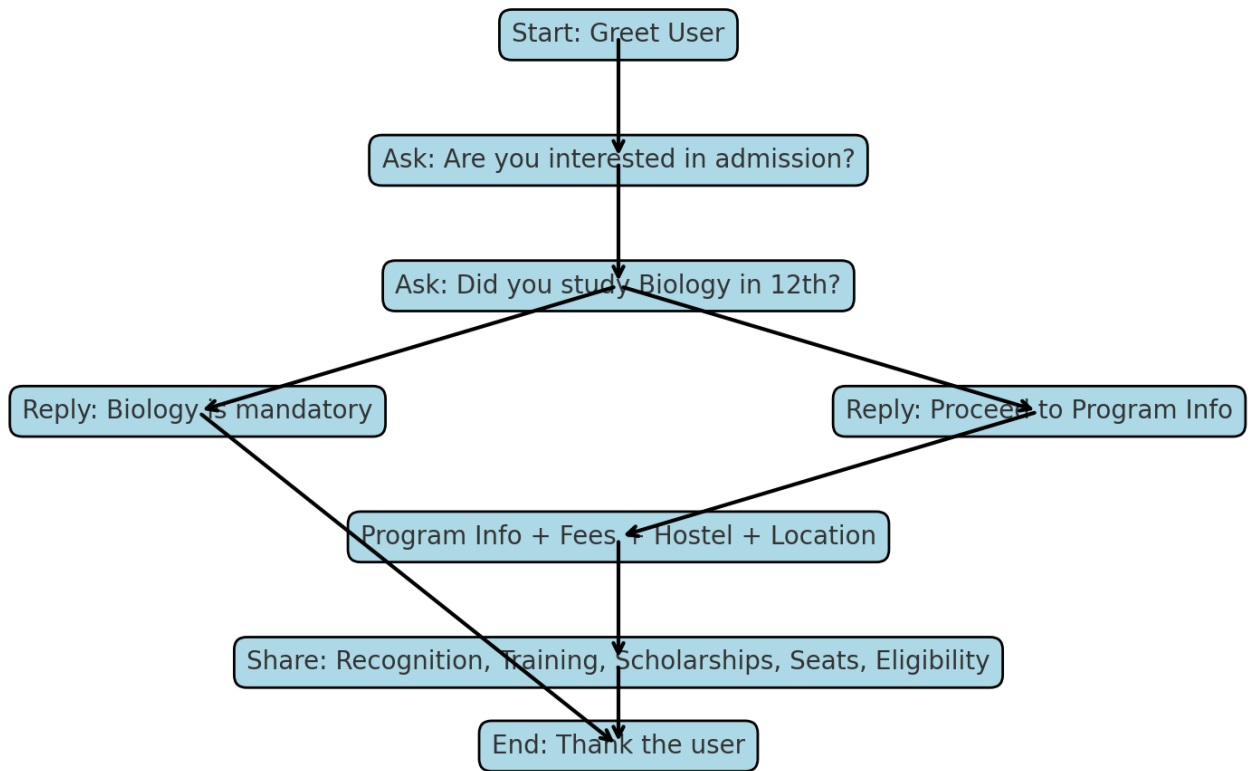 Start: Greet User
Ask: Are you interested in admission?
Ask: Did you study Biology in 12th?
Reply: Biology is mandatory
Reply: Proceed to Program Info
Program Info + Fees + Hostel + Location
Share: Recognition, Training, Scholarships, Seats, Eligibility
End: Thank the user